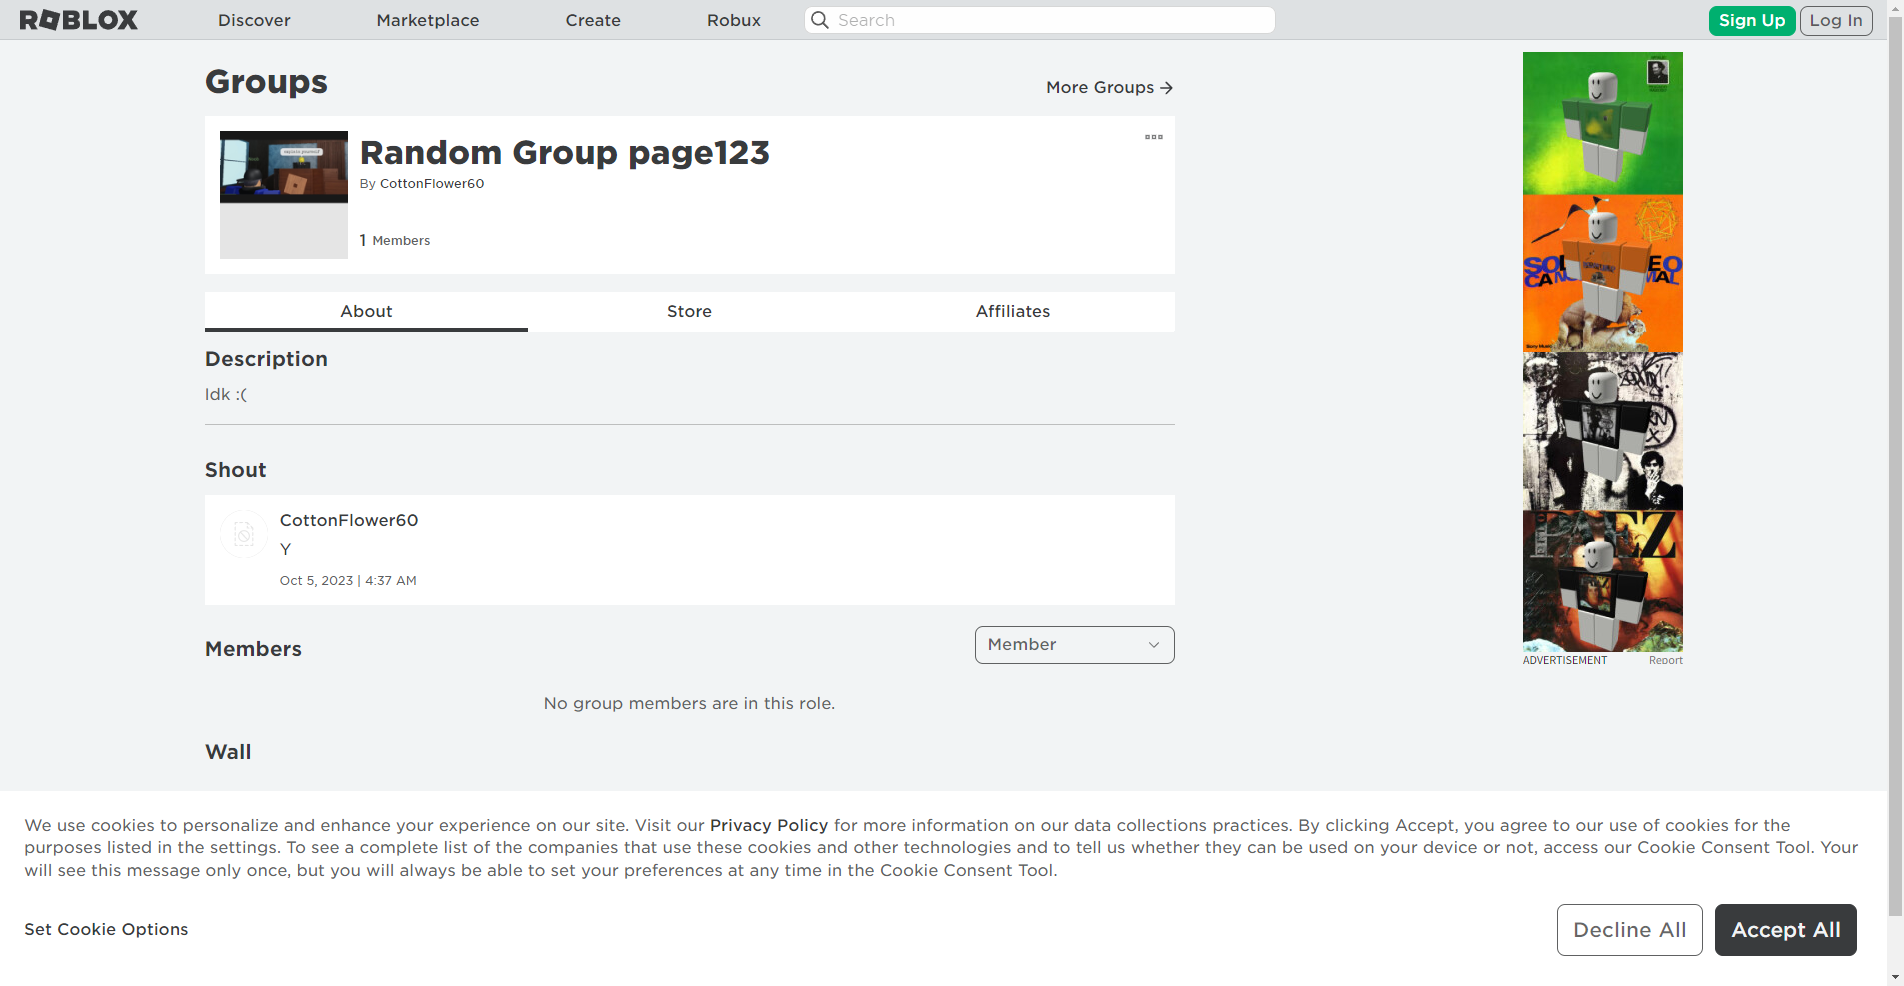 ROBLOX Discover Marketplace Create Robux Search Sign Up Log In
Groups
More Groups
Random Group page123
By CottonFlower60
1 Members
About Store Affiliates
Description
Idk :(
Shout
CottonFlower60
Y
Oct 5, 2023 | 4:37 AM
Members
Member
No group members are in this role.
Wall
ADVERTISEMENT Report
We use cookies to personalize and enhance your experience on our site. Visit our Privacy Policy for more information on our data collections practices. By clicking Accept, you agree to our use of cookies for the
purposes listed in the settings. To see a complete list of the companies that use these cookies and other technologies and to tell us whether they can be used on your device or not, access our Cookie Consent Tool. Your
will see this message only once, but you will always be able to set your preferences at any time in the Cookie Consent Tool.
Set Cookie Options
Decline All Accept All